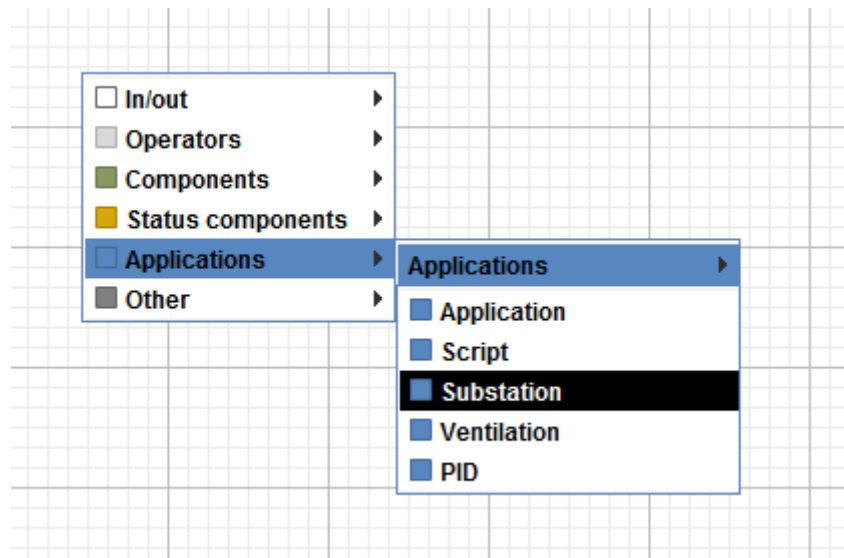 In/out
Operators
Components
Status components
Applications
Other
Applications
Application
Script
Substation
Ventilation
PID